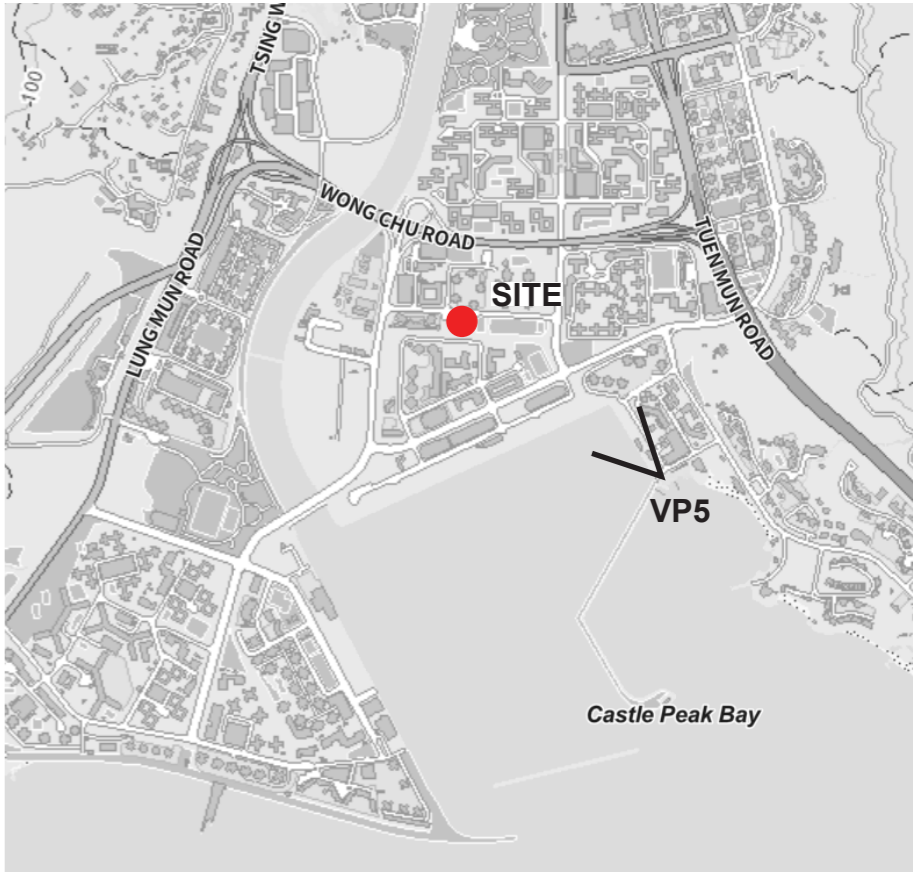 100
TSING W
WONG CHU ROAD
LUNG MUN ROAD
TUEN MUN ROAD
SITE
VP5
Castle Peak Bay